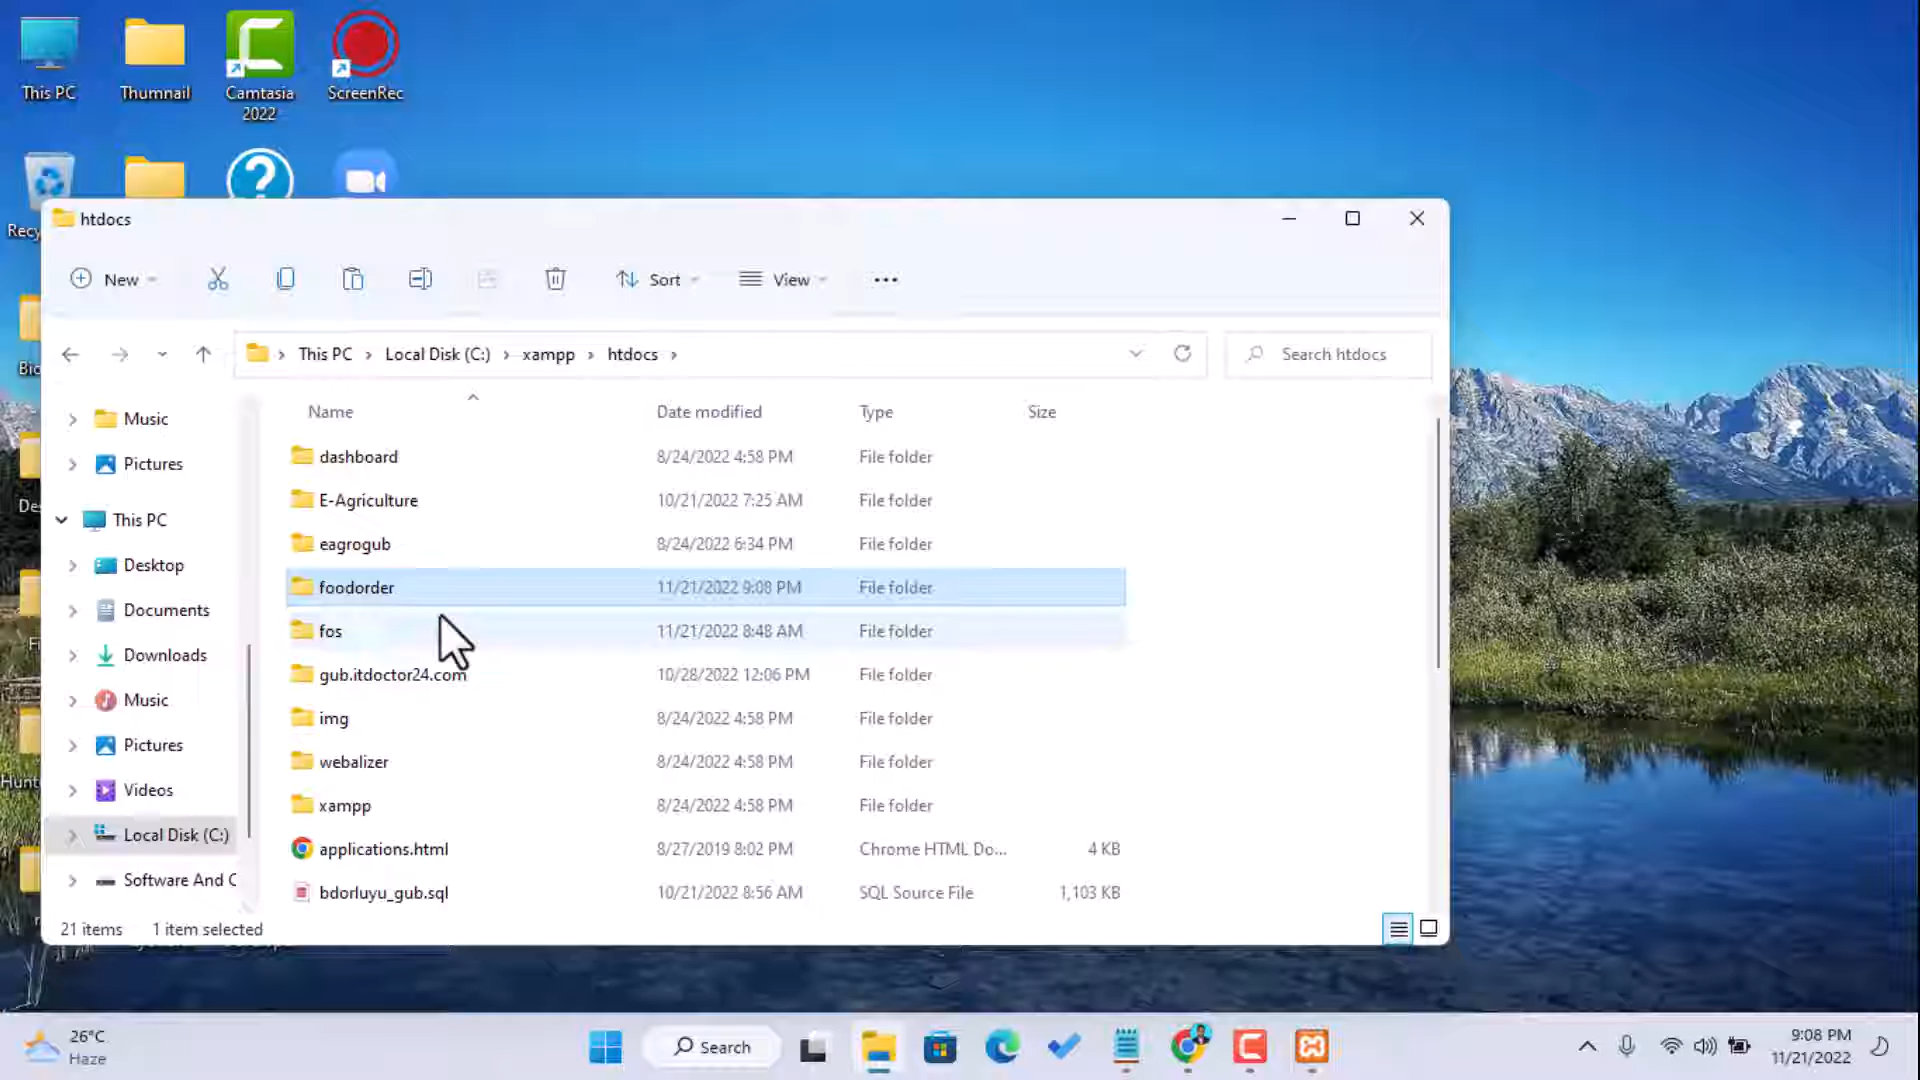 This PC
Thumbnail
Camtasia
2022
ScreenRec
htdocs
New
Sort
View
This PC
Local Disk (C:)
xampp
htdocs
Search htdocs
Name
Date modified
Type
Size
Music
Pictures
This PC
Desktop
Documents
Downloads
Music
Pictures
Videos
Local Disk (C:)
Software And C
dashboard 8/24/2022 4:58 PM File folder
E-Agriculture 10/21/2022 7:25 AM File folder
eagrogub 8/24/2022 6:34 PM File folder
foodorder 11/21/2022 9:08 PM File folder
fos 11/21/2022 8:48 AM File folder
gub.itdoctor24.com 10/28/2022 12:06 PM File folder
img 8/24/2022 4:58 PM File folder
webalizer 8/24/2022 4:58 PM File folder
xampp 8/24/2022 4:58 PM File folder
applications.html 8/27/2019 8:02 PM Chrome HTML Do... 4 KB
bdorluyu_gub.sql 10/21/2022 8:56 AM SQL Source File 1,103 KB
21 items 1 item selected
26°C
Haze
Search
9:08 PM
11/21/2022